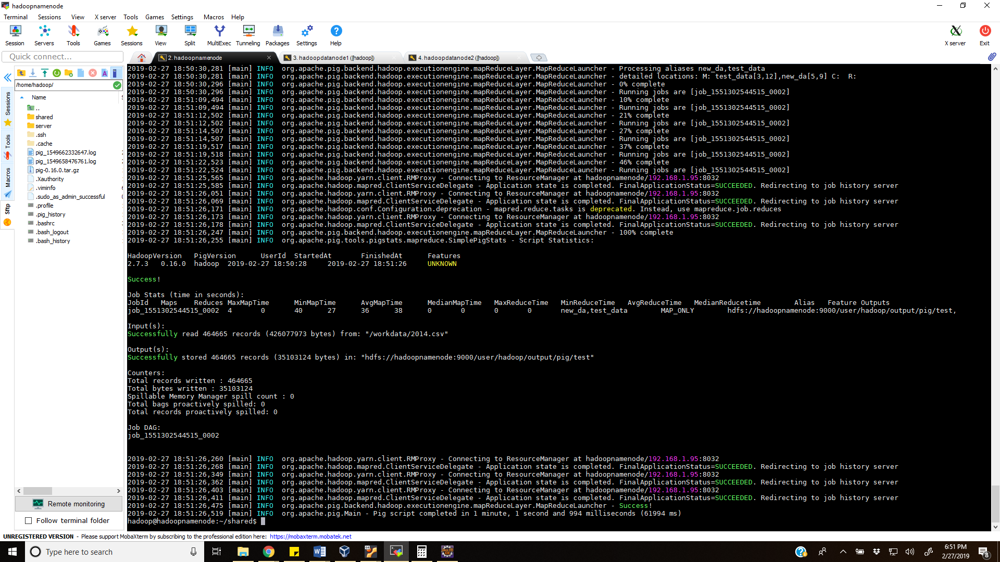 hadoopnamenode
Terminal Sessions View X server Tools Games Settings Macros Help
Session Servers Tools Games Sessions View Split MultiExec Tunneling Packages Settings Help X server Exit
Quick connect...
2. hadoopnamenode 3. hadoopdatanode1 ([hadoop]) 4. hadoopdatanode2 ([hadoop])
/home/hadoop/
Name
..
shared
server
.ssh
.cache
pig_1549662332647.log
pig_1549658476761.log
pig-0.16.0.tar.gz
.Xauthority
.viminfo
.sudo_as_admin_successful
.profile
.pig_history
.bashrc
.bash_logout
.bash_history
Sessions
Tools
Macros
Sftp
Remote monitoring
Follow terminal folder
2019-02-27 18:50:30,281 [main] INFO  org.apache.pig.backend.hadoop.executionengine.mapReduceLayer.MapReduceLauncher - Processing aliases new_da,test_data
2019-02-27 18:50:30,281 [main] INFO  org.apache.pig.backend.hadoop.executionengine.mapReduceLayer.MapReduceLauncher - detailed locations: M: test_data[3,12],new_da[5,9] C:  R:
2019-02-27 18:50:30,296 [main] INFO  org.apache.pig.backend.hadoop.executionengine.mapReduceLayer.MapReduceLauncher - 0% complete
2019-02-27 18:50:30,296 [main] INFO  org.apache.pig.backend.hadoop.executionengine.mapReduceLayer.MapReduceLauncher - Running jobs are [job_1551302544515_0002]
2019-02-27 18:51:09,494 [main] INFO  org.apache.pig.backend.hadoop.executionengine.mapReduceLayer.MapReduceLauncher - 10% complete
2019-02-27 18:51:09,494 [main] INFO  org.apache.pig.backend.hadoop.executionengine.mapReduceLayer.MapReduceLauncher - Running jobs are [job_1551302544515_0002]
2019-02-27 18:51:12,502 [main] INFO  org.apache.pig.backend.hadoop.executionengine.mapReduceLayer.MapReduceLauncher - 21% complete
2019-02-27 18:51:12,502 [main] INFO  org.apache.pig.backend.hadoop.executionengine.mapReduceLayer.MapReduceLauncher - Running jobs are [job_1551302544515_0002]
2019-02-27 18:51:14,507 [main] INFO  org.apache.pig.backend.hadoop.executionengine.mapReduceLayer.MapReduceLauncher - 27% complete
2019-02-27 18:51:14,507 [main] INFO  org.apache.pig.backend.hadoop.executionengine.mapReduceLayer.MapReduceLauncher - Running jobs are [job_1551302544515_0002]
2019-02-27 18:51:19,517 [main] INFO  org.apache.pig.backend.hadoop.executionengine.mapReduceLayer.MapReduceLauncher - 37% complete
2019-02-27 18:51:19,518 [main] INFO  org.apache.pig.backend.hadoop.executionengine.mapReduceLayer.MapReduceLauncher - Running jobs are [job_1551302544515_0002]
2019-02-27 18:51:22,523 [main] INFO  org.apache.pig.backend.hadoop.executionengine.mapReduceLayer.MapReduceLauncher - 46% complete
2019-02-27 18:51:22,524 [main] INFO  org.apache.pig.backend.hadoop.executionengine.mapReduceLayer.MapReduceLauncher - Running jobs are [job_1551302544515_0002]
2019-02-27 18:51:25,565 [main] INFO  org.apache.hadoop.yarn.client.RMProxy - Connecting to ResourceManager at hadoopnamenode/192.168.1.95:8032
2019-02-27 18:51:25,585 [main] INFO  org.apache.hadoop.mapred.ClientServiceDelegate - Application state is completed. FinalApplicationStatus=SUCCEEDED. Redirecting to job history server
2019-02-27 18:51:26,051 [main] INFO  org.apache.hadoop.yarn.client.RMProxy - Connecting to ResourceManager at hadoopnamenode/192.168.1.95:8032
2019-02-27 18:51:26,069 [main] INFO  org.apache.hadoop.mapred.ClientServiceDelegate - Application state is completed. FinalApplicationStatus=SUCCEEDED. Redirecting to job history server
2019-02-27 18:51:26,171 [main] INFO  org.apache.hadoop.conf.Configuration.deprecation - mapred.reduce.tasks is deprecated. Instead, use mapreduce.job.reduces
2019-02-27 18:51:26,173 [main] INFO  org.apache.hadoop.yarn.client.RMProxy - Connecting to ResourceManager at hadoopnamenode/192.168.1.95:8032
2019-02-27 18:51:26,178 [main] INFO  org.apache.hadoop.mapred.ClientServiceDelegate - Application state is completed. FinalApplicationStatus=SUCCEEDED. Redirecting to job history server
2019-02-27 18:51:26,247 [main] INFO  org.apache.pig.backend.hadoop.executionengine.mapReduceLayer.MapReduceLauncher - 100% complete
2019-02-27 18:51:26,255 [main] INFO  org.apache.pig.tools.pigstats.mapreduce.SimplePigStats - Script Statistics:
HadoopVersion PigVersion UserId StartedAt FinishedAt Features
2.7.3 0.16.0 hadoop 2019-02-27 18:50:28 2019-02-27 18:51:26 UNKNOWN
Success!
Job Stats (time in seconds):
JobId Maps Reduces MaxMapTime MinMapTime AvgMapTime MedianMapTime MaxReduceTime MinReduceTime AvgReduceTime MedianReducetime Alias Feature Outputs
job_1551302544515_0002 4 0 40 27 36 38 0 0 0 0 new_da,test_data MAP_ONLY hdfs://hadoopnamenode:9000/user/hadoop/output/pig/test,
Input(s):
Successfully read 464665 records (426077973 bytes) from: "/workdata/2014.csv"
Output(s):
Successfully stored 464665 records (35103124 bytes) in: "hdfs://hadoopnamenode:9000/user/hadoop/output/pig/test"
Counters:
Total records written : 464665
Total bytes written : 35103124
Spillable Memory Manager spill count : 0
Total bags proactively spilled: 0
Total records proactively spilled: 0
Job DAG:
job_1551302544515_0002
2019-02-27 18:51:26,260 [main] INFO  org.apache.hadoop.yarn.client.RMProxy - Connecting to ResourceManager at hadoopnamenode/192.168.1.95:8032
2019-02-27 18:51:26,268 [main] INFO  org.apache.hadoop.mapred.ClientServiceDelegate - Application state is completed. FinalApplicationStatus=SUCCEEDED. Redirecting to job history server
2019-02-27 18:51:26,349 [main] INFO  org.apache.hadoop.yarn.client.RMProxy - Connecting to ResourceManager at hadoopnamenode/192.168.1.95:8032
2019-02-27 18:51:26,362 [main] INFO  org.apache.hadoop.mapred.ClientServiceDelegate - Application state is completed. FinalApplicationStatus=SUCCEEDED. Redirecting to job history server
2019-02-27 18:51:26,403 [main] INFO  org.apache.hadoop.yarn.client.RMProxy - Connecting to ResourceManager at hadoopnamenode/192.168.1.95:8032
2019-02-27 18:51:26,411 [main] INFO  org.apache.hadoop.mapred.ClientServiceDelegate - Application state is completed. FinalApplicationStatus=SUCCEEDED. Redirecting to job history server
2019-02-27 18:51:26,475 [main] INFO  org.apache.pig.backend.hadoop.executionengine.mapReduceLayer.MapReduceLauncher - Success!
2019-02-27 18:51:26,519 [main] INFO  org.apache.pig.Main - Pig script completed in 1 minute, 1 second and 994 milliseconds (61994 ms)
hadoop@hadoopnamenode:~/shared$
UNREGISTERED VERSION - Please support MobaXterm by subscribing to the professional edition here: https://mobaxterm.mobatek.net
Type here to search
6:51 PM
2/27/2019
8